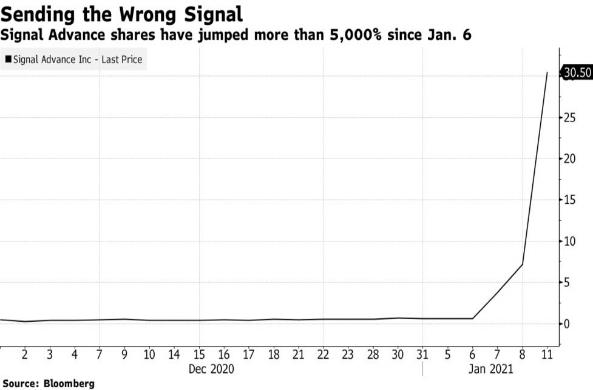 Sending the Wrong Signal
Signal Advance shares have jumped more than 5,000% since Jan. 6
Signal Advance Inc - Last Price
30.50
25
20
15
10
5
0
2 3 4 7 9 10 14 15 16 17 21 22 23 28 30 31 5 6 7 8 11
Dec 2020 Jan 2021
Source: Bloomberg